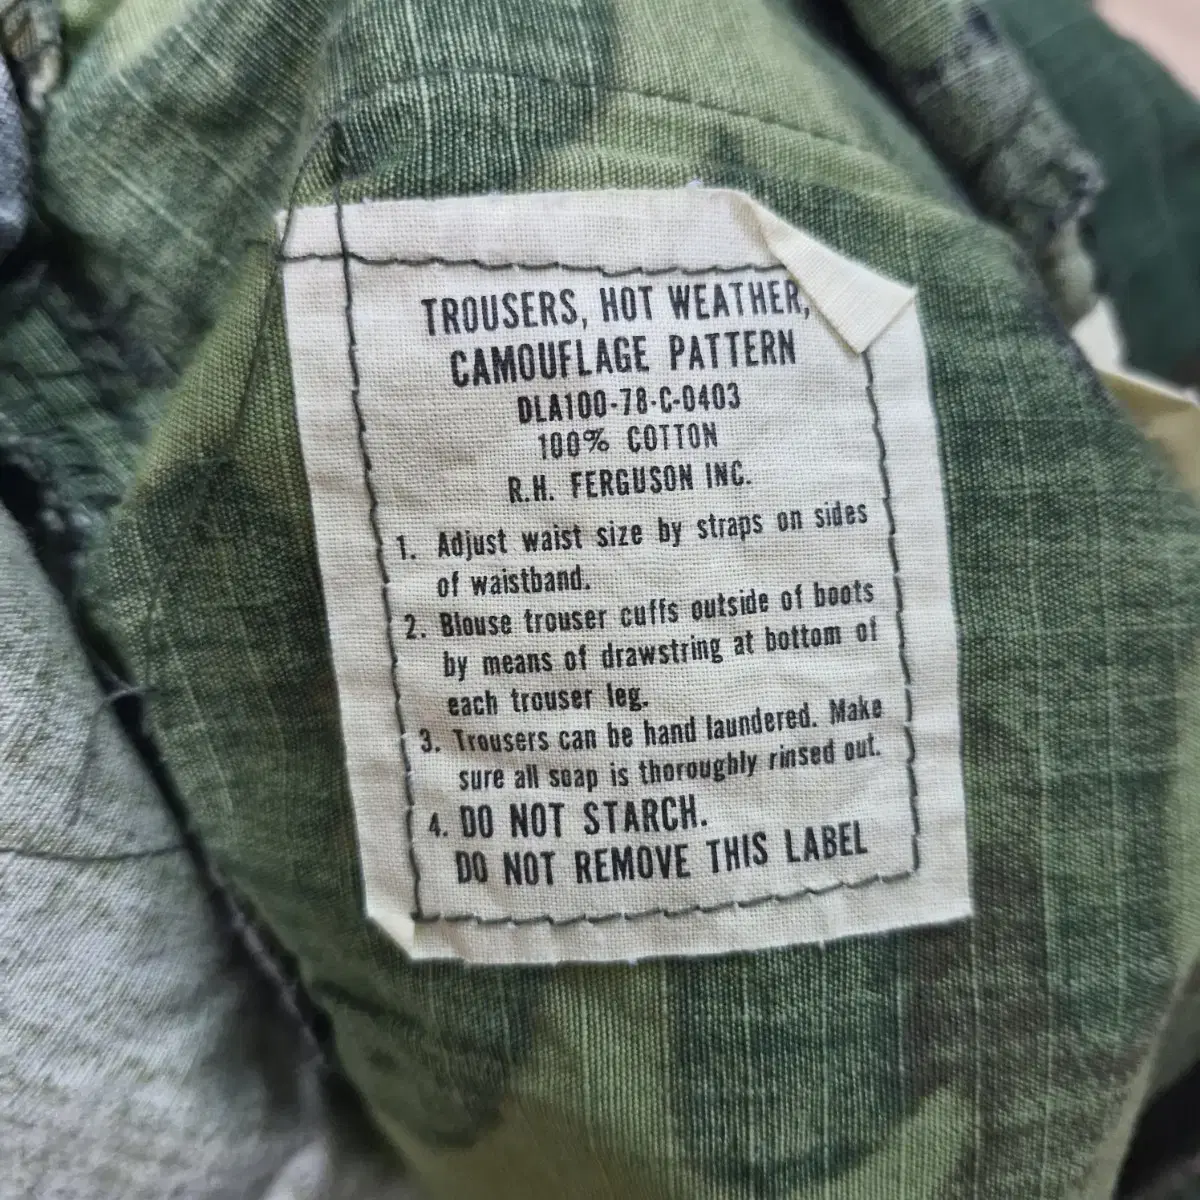 TROUSERS, HOT WEATHER,
CAMOUFLAGE PATTERN
DLA100-78-C-0403
100% COTTON
R.H. FERGUSON INC.
1. Adjust waist size by straps on sides
of waistband.
2. Blouse trouser cuffs outside of boots
by means of drawstring at bottom of
each trouser leg.
3. Trousers can be hand laundered. Make
sure all soap is thoroughly rinsed out.
4. DO NOT STARCH.
DO NOT REMOVE THIS LABEL